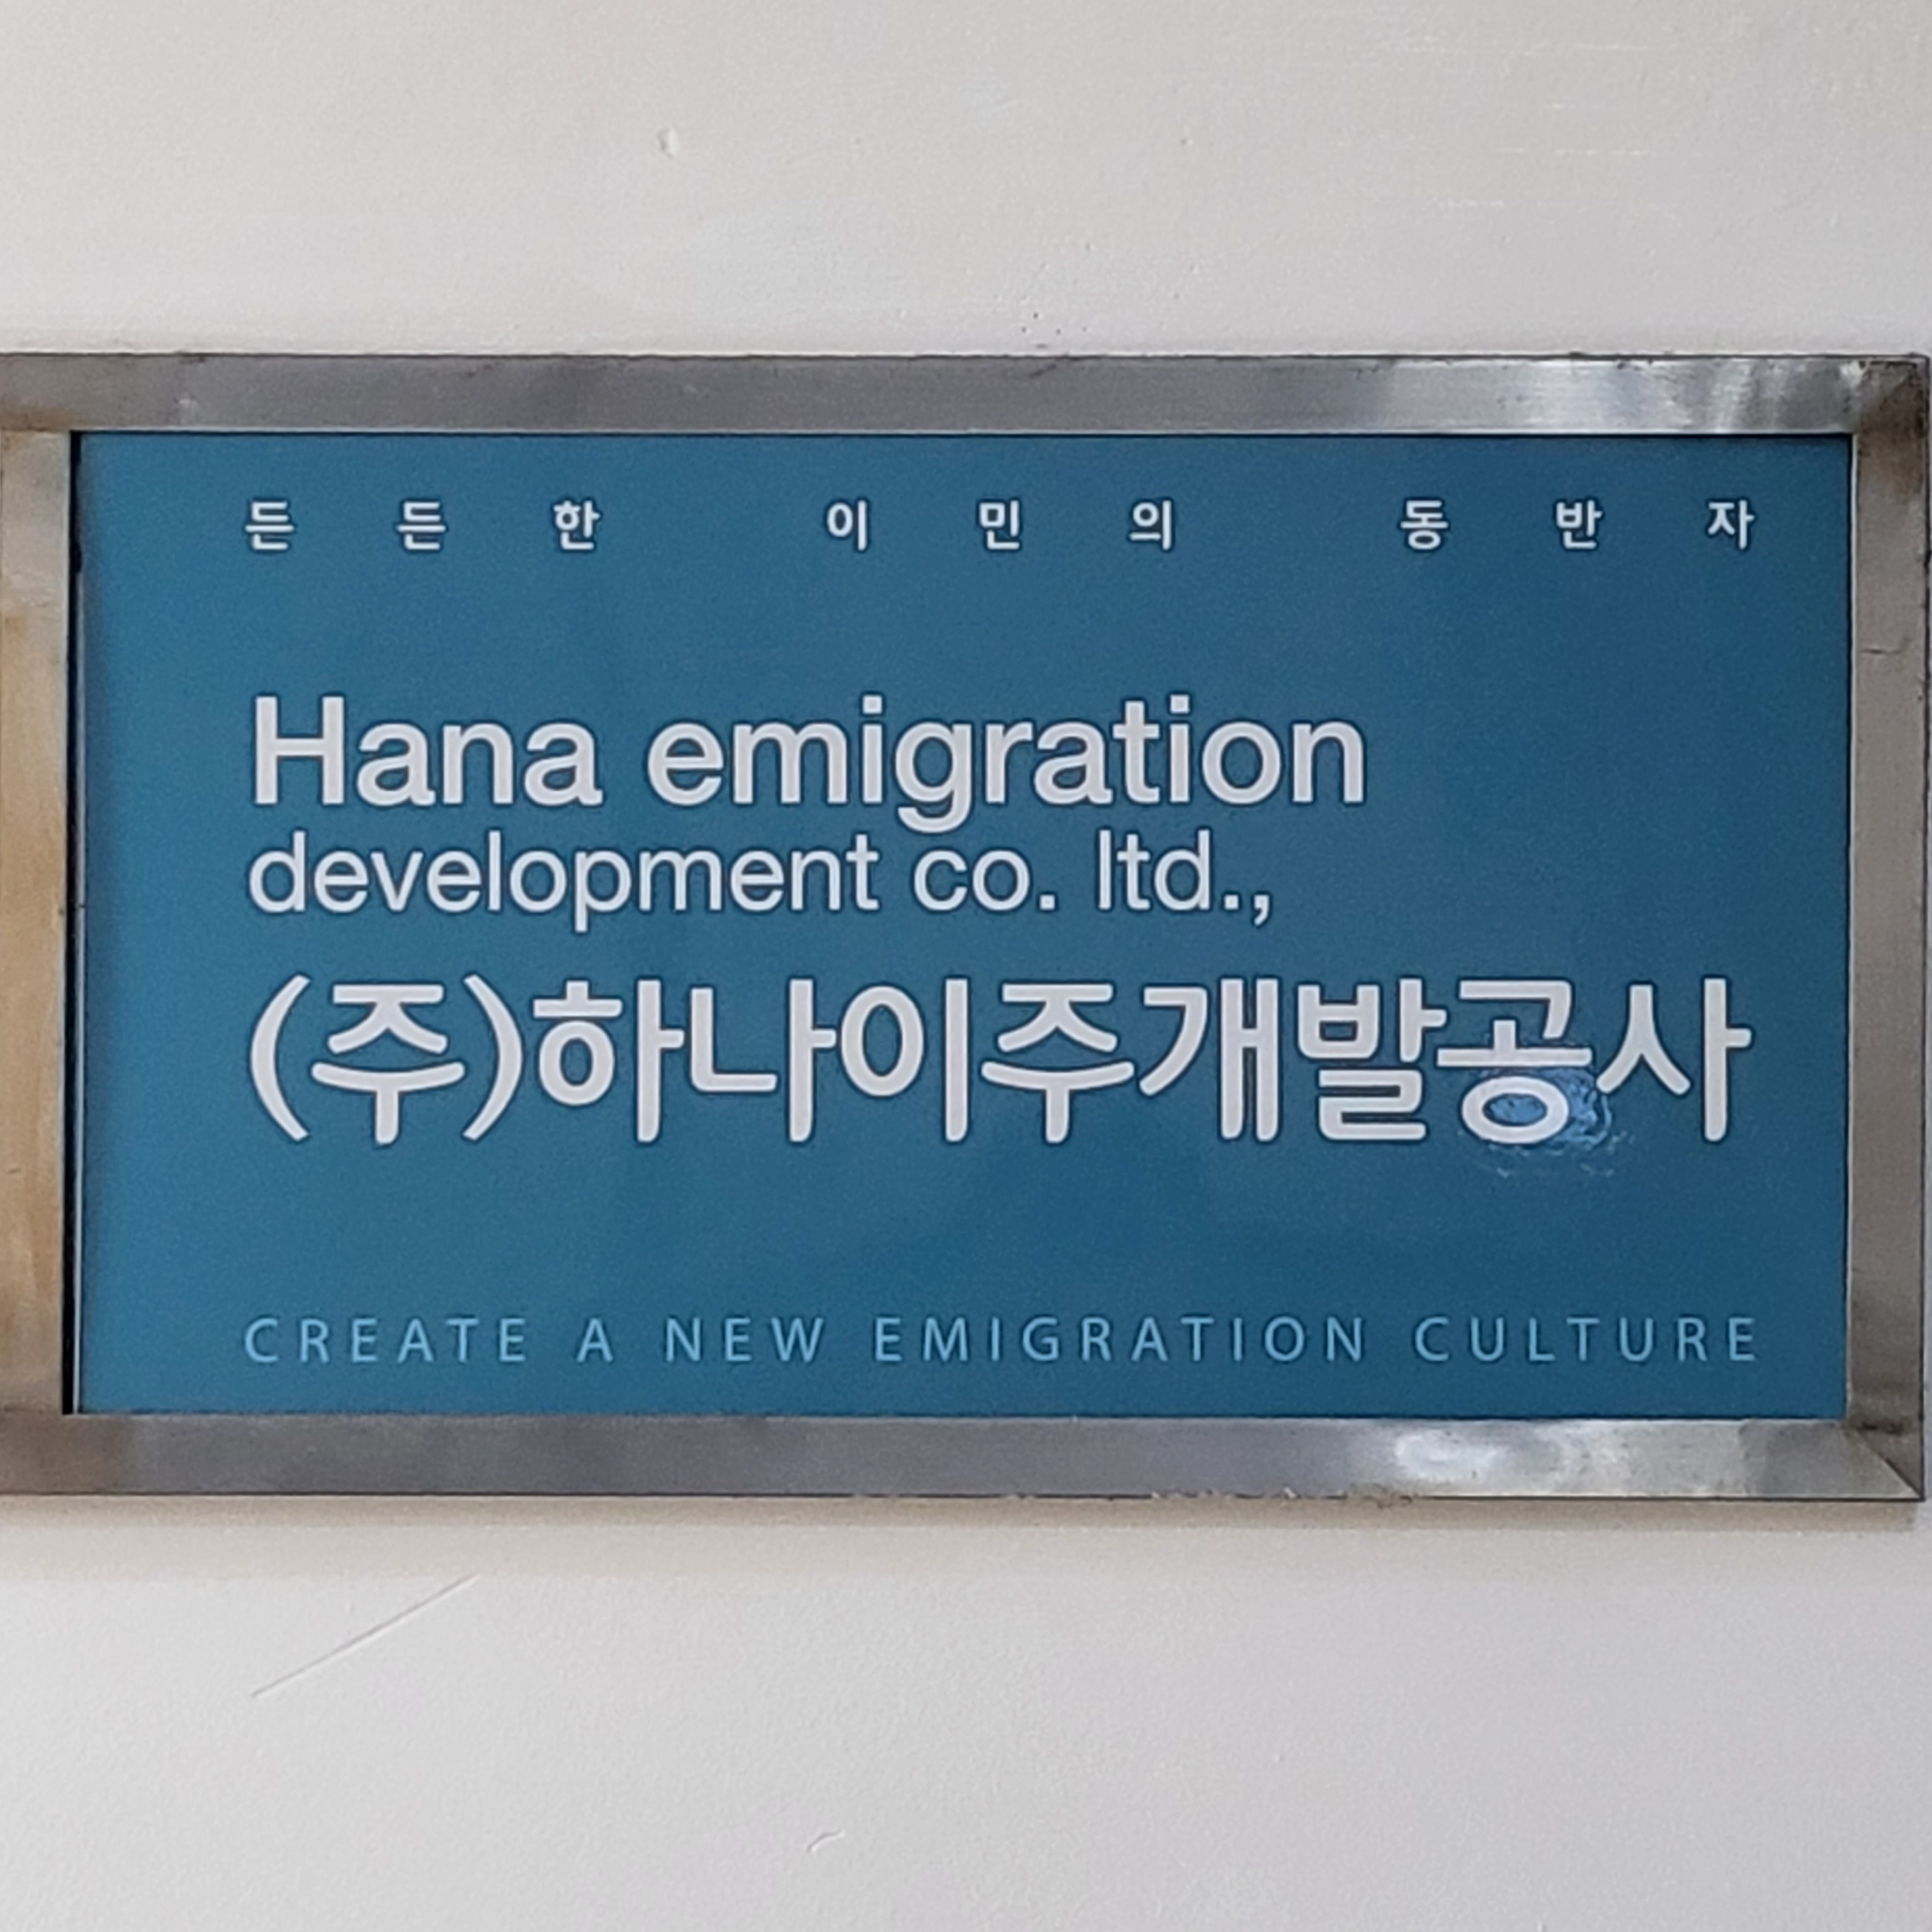 든든한 이민의 동반자
Hana emigration
development co. ltd.,
(주)하나이주개발공사
CREATE A NEW EMIGRATION CULTURE